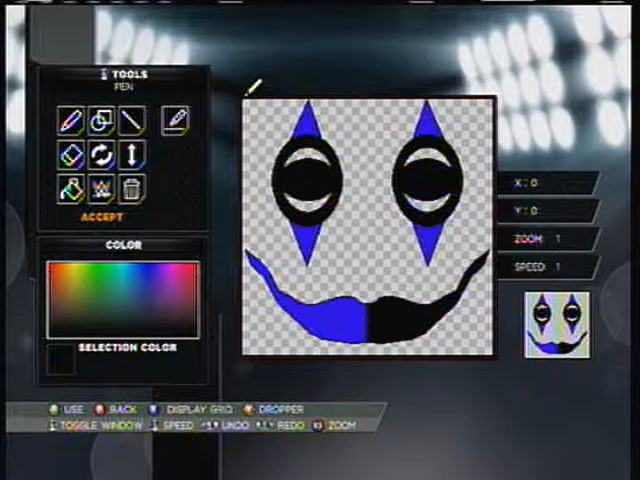 TOOLS
PEN
ACCEPT
COLOR
SELECTION COLOR
X: 0
Y: 0
ZOOM: 1
SPEED: 1
USE BACK DISPLAY GRID DROPPER
TOGGLE WINDOW SPEED UNDO REDO ZOOM